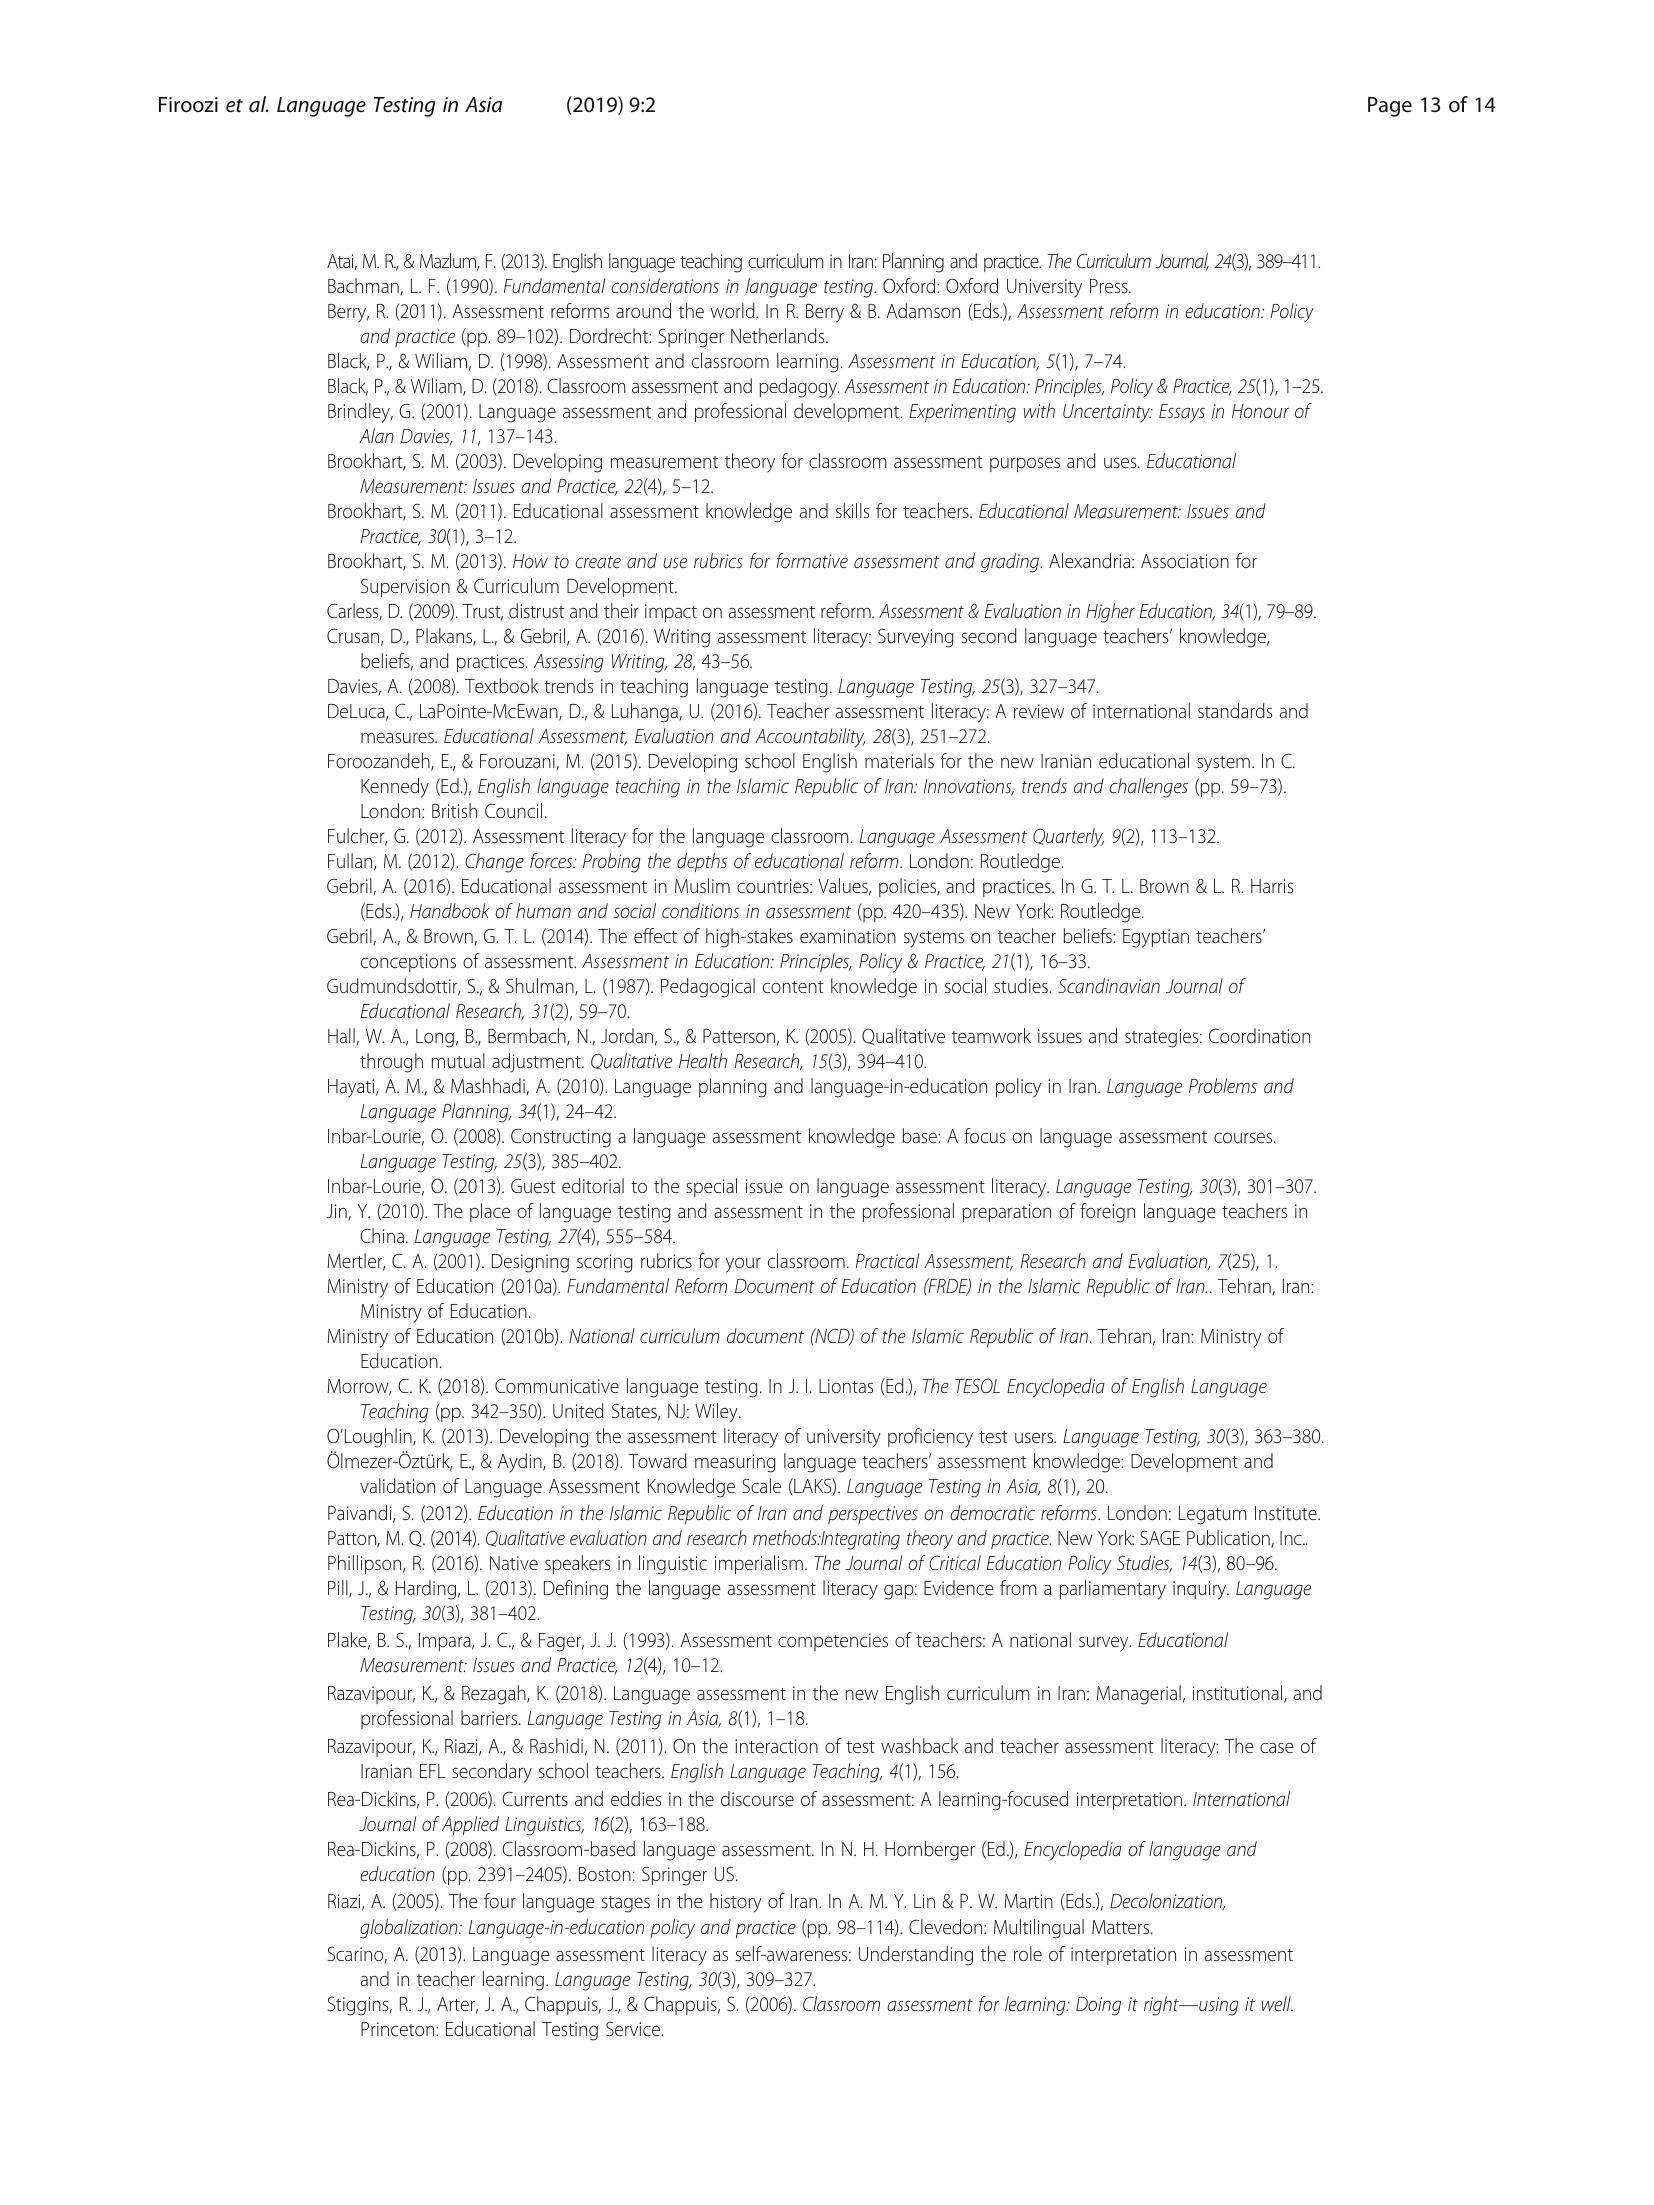 Firoozi et al. Language Testing in Asia (2019) 9:2 Page 13 of 14
Atai, M. R., & Mazlum, F. (2013). English language teaching curriculum in Iran: Planning and practice. The Curriculum Journal, 24(3), 389–411.
Bachman, L. F. (1990). Fundamental considerations in language testing. Oxford: Oxford University Press.
Berry, R. (2011). Assessment reforms around the world. In R. Berry & B. Adamson (Eds.), Assessment reform in education: Policy
and practice (pp. 89–102). Dordrecht: Springer Netherlands.
Black, P., & Wiliam, D. (1998). Assessment and classroom learning. Assessment in Education, 5(1), 7–74.
Black, P., & Wiliam, D. (2018). Classroom assessment and pedagogy. Assessment in Education: Principles, Policy & Practice, 25(1), 1–25.
Brindley, G. (2001). Language assessment and professional development. Experimenting with Uncertainty: Essays in Honour of
Alan Davies, 11, 137–143.
Brookhart, S. M. (2003). Developing measurement theory for classroom assessment purposes and uses. Educational
Measurement: Issues and Practice, 22(4), 5–12.
Brookhart, S. M. (2011). Educational assessment knowledge and skills for teachers. Educational Measurement: Issues and
Practice, 30(1), 3–12.
Brookhart, S. M. (2013). How to create and use rubrics for formative assessment and grading. Alexandria: Association for
Supervision & Curriculum Development.
Carless, D. (2009). Trust, distrust and their impact on assessment reform. Assessment & Evaluation in Higher Education, 34(1), 79–89.
Crusan, D., Plakans, L., & Gebril, A. (2016). Writing assessment literacy: Surveying second language teachers’ knowledge,
beliefs, and practices. Assessing Writing, 28, 43–56.
Davies, A. (2008). Textbook trends in teaching language testing. Language Testing, 25(3), 327–347.
DeLuca, C., LaPointe-McEwan, D., & Luhanga, U. (2016). Teacher assessment literacy: A review of international standards and
measures. Educational Assessment, Evaluation and Accountability, 28(3), 251–272.
Foroozandeh, E., & Forouzani, M. (2015). Developing school English materials for the new Iranian educational system. In C.
Kennedy (Ed.), English language teaching in the Islamic Republic of Iran: Innovations, trends and challenges (pp. 59–73).
London: British Council.
Fulcher, G. (2012). Assessment literacy for the language classroom. Language Assessment Quarterly, 9(2), 113–132.
Fullan, M. (2012). Change forces: Probing the depths of educational reform. London: Routledge.
Gebril, A. (2016). Educational assessment in Muslim countries: Values, policies, and practices. In G. T. L. Brown & L. R. Harris
(Eds.), Handbook of human and social conditions in assessment (pp. 420–435). New York: Routledge.
Gebril, A., & Brown, G. T. L. (2014). The effect of high-stakes examination systems on teacher beliefs: Egyptian teachers’
conceptions of assessment. Assessment in Education: Principles, Policy & Practice, 21(1), 16–33.
Gudmundsdottir, S., & Shulman, L. (1987). Pedagogical content knowledge in social studies. Scandinavian Journal of
Educational Research, 31(2), 59–70.
Hall, W. A., Long, B., Bermbach, N., Jordan, S., & Patterson, K. (2005). Qualitative teamwork issues and strategies: Coordination
through mutual adjustment. Qualitative Health Research, 15(3), 394–410.
Hayati, A. M., & Mashhadi, A. (2010). Language planning and language-in-education policy in Iran. Language Problems and
Language Planning, 34(1), 24–42.
Inbar-Lourie, O. (2008). Constructing a language assessment knowledge base: A focus on language assessment courses.
Language Testing, 25(3), 385–402.
Inbar-Lourie, O. (2013). Guest editorial to the special issue on language assessment literacy. Language Testing, 30(3), 301–307.
Jin, Y. (2010). The place of language testing and assessment in the professional preparation of foreign language teachers in
China. Language Testing, 27(4), 555–584.
Mertler, C. A. (2001). Designing scoring rubrics for your classroom. Practical Assessment, Research and Evaluation, 7(25), 1.
Ministry of Education (2010a). Fundamental Reform Document of Education (FRDE) in the Islamic Republic of Iran.. Tehran, Iran:
Ministry of Education.
Ministry of Education (2010b). National curriculum document (NCD) of the Islamic Republic of Iran. Tehran, Iran: Ministry of
Education.
Morrow, C. K. (2018). Communicative language testing. In J. I. Liontas (Ed.), The TESOL Encyclopedia of English Language
Teaching (pp. 342–350). United States, NJ: Wiley.
O’Loughlin, K. (2013). Developing the assessment literacy of university proficiency test users. Language Testing, 30(3), 363–380.
Ölmezer-Öztürk, E., & Aydin, B. (2018). Toward measuring language teachers’ assessment knowledge: Development and
validation of Language Assessment Knowledge Scale (LAKS). Language Testing in Asia, 8(1), 20.
Paivandi, S. (2012). Education in the Islamic Republic of Iran and perspectives on democratic reforms. London: Legatum Institute.
Patton, M. Q. (2014). Qualitative evaluation and research methods:Integrating theory and practice. New York: SAGE Publication, Inc..
Phillipson, R. (2016). Native speakers in linguistic imperialism. The Journal of Critical Education Policy Studies, 14(3), 80–96.
Pill, J., & Harding, L. (2013). Defining the language assessment literacy gap: Evidence from a parliamentary inquiry. Language
Testing, 30(3), 381–402.
Plake, B. S., Impara, J. C., & Fager, J. J. (1993). Assessment competencies of teachers: A national survey. Educational
Measurement: Issues and Practice, 12(4), 10–12.
Razavipour, K., & Rezagah, K. (2018). Language assessment in the new English curriculum in Iran: Managerial, institutional, and
professional barriers. Language Testing in Asia, 8(1), 1–18.
Razavipour, K., Riazi, A., & Rashidi, N. (2011). On the interaction of test washback and teacher assessment literacy: The case of
Iranian EFL secondary school teachers. English Language Teaching, 4(1), 156.
Rea-Dickins, P. (2006). Currents and eddies in the discourse of assessment: A learning-focused interpretation. International
Journal of Applied Linguistics, 16(2), 163–188.
Rea-Dickins, P. (2008). Classroom-based language assessment. In N. H. Hornberger (Ed.), Encyclopedia of language and
education (pp. 2391–2405). Boston: Springer US.
Riazi, A. (2005). The four language stages in the history of Iran. In A. M. Y. Lin & P. W. Martin (Eds.), Decolonization,
globalization: Language-in-education policy and practice (pp. 98–114). Clevedon: Multilingual Matters.
Scarino, A. (2013). Language assessment literacy as self-awareness: Understanding the role of interpretation in assessment
and in teacher learning. Language Testing, 30(3), 309–327.
Stiggins, R. J., Arter, J. A., Chappuis, J., & Chappuis, S. (2006). Classroom assessment for learning: Doing it right—using it well.
Princeton: Educational Testing Service.